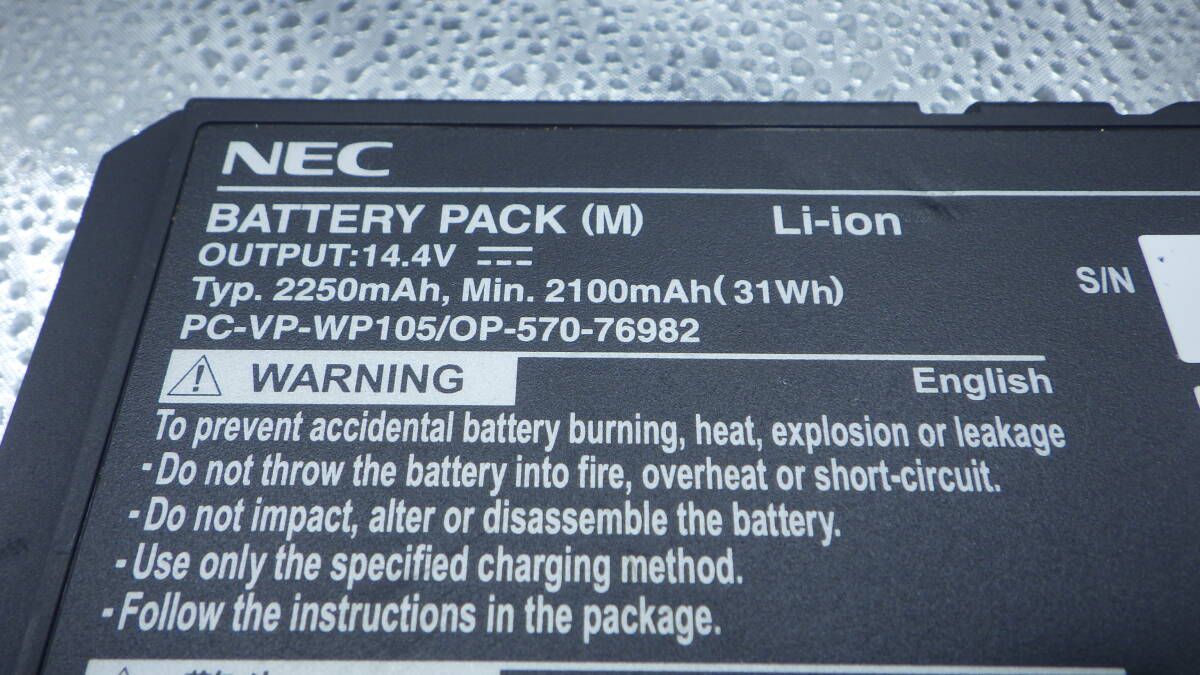 NEC
BATTERY PACK (M) Li-ion
OUTPUT:14.4V ⎓
Typ. 2250mAh, Min. 2100mAh(31Wh)
S/N
PC-VP-WP105/OP-570-76982
WARNING
English
To prevent accidental battery burning, heat, explosion or leakage
-Do not throw the battery into fire, overheat or short-circuit.
-Do not impact, alter or disassemble the battery.
-Use only the specified charging method.
-Follow the instructions in the package.